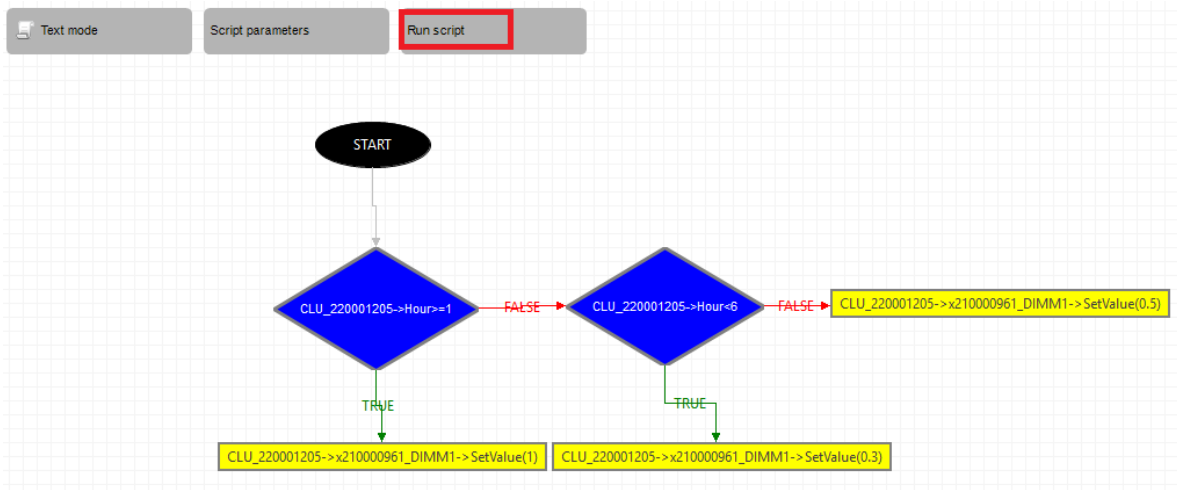 Text mode
Script parameters
Run script
START
CLU_220001205->Hour>=1
FALSE
CLU_220001205->Hour<6
FALSE
CLU_220001205->x210000961_DIMM1->SetValue(0.5)
TRUE
TRUE
CLU_220001205->x210000961_DIMM1->SetValue(1)
CLU_220001205->x210000961_DIMM1->SetValue(0.3)